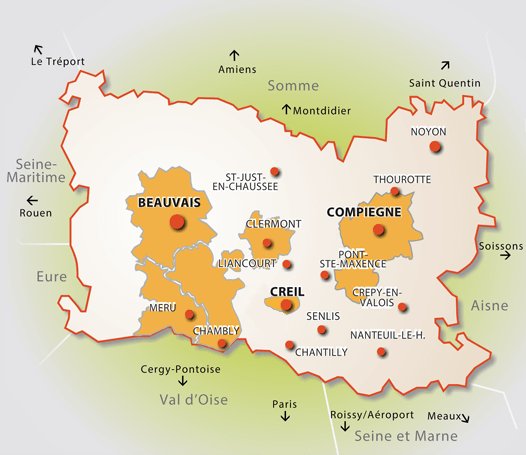 Le Tréport
Amiens
Saint Quentin
Somme
Montdidier
NOYON
Seine-
Maritime
ST-JUST-
EN-CHAUSSEE
THOUROTTE
Rouen
BEAUVAIS
COMPIEGNE
CLERMONT
Soissons
LIANCOURT
PONT-
STE-MAXENCE
Eure
CREIL
CREPY-EN-
VALOIS
Aisne
MERU
SENLIS
CHAMBLY
NANTEUIL-LE-H.
CHANTILLY
Cergy-Pontoise
Val d'Oise
Paris
Roissy/Aéroport
Meaux
Seine et Marne